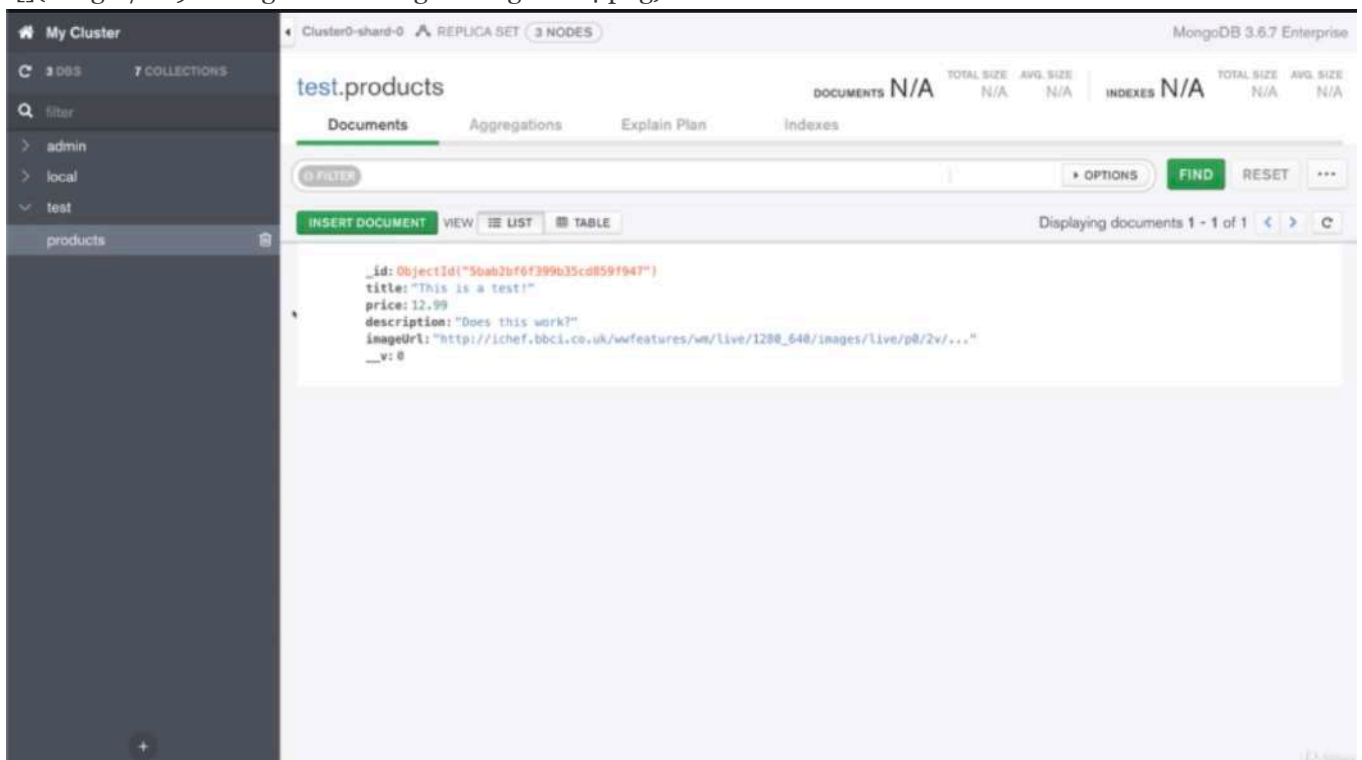 My Cluster
Cluster0-shard-0 REPLICA SET 3 NODES
MongoDB 3.6.7 Enterprise
3 DBS 7 COLLECTIONS
filter
admin
local
test
products
test.products
DOCUMENTS N/A TOTAL SIZE N/A AVG. SIZE N/A INDEXES N/A TOTAL SIZE N/A AVG. SIZE N/A
Documents Aggregations Explain Plan Indexes
FILTER OPTIONS FIND RESET ...
INSERT DOCUMENT VIEW LIST TABLE Displaying documents 1 - 1 of 1 < >
_id: ObjectId("5bab2bf6f399b35cd859f947")
title: "This is a test!"
price: 12.99
description: "Does this work?"
imageUrl: "http://ichef.bbci.co.uk/wwfeatures/wm/live/1280_640/images/live/p0/2v/..."
__v: 0